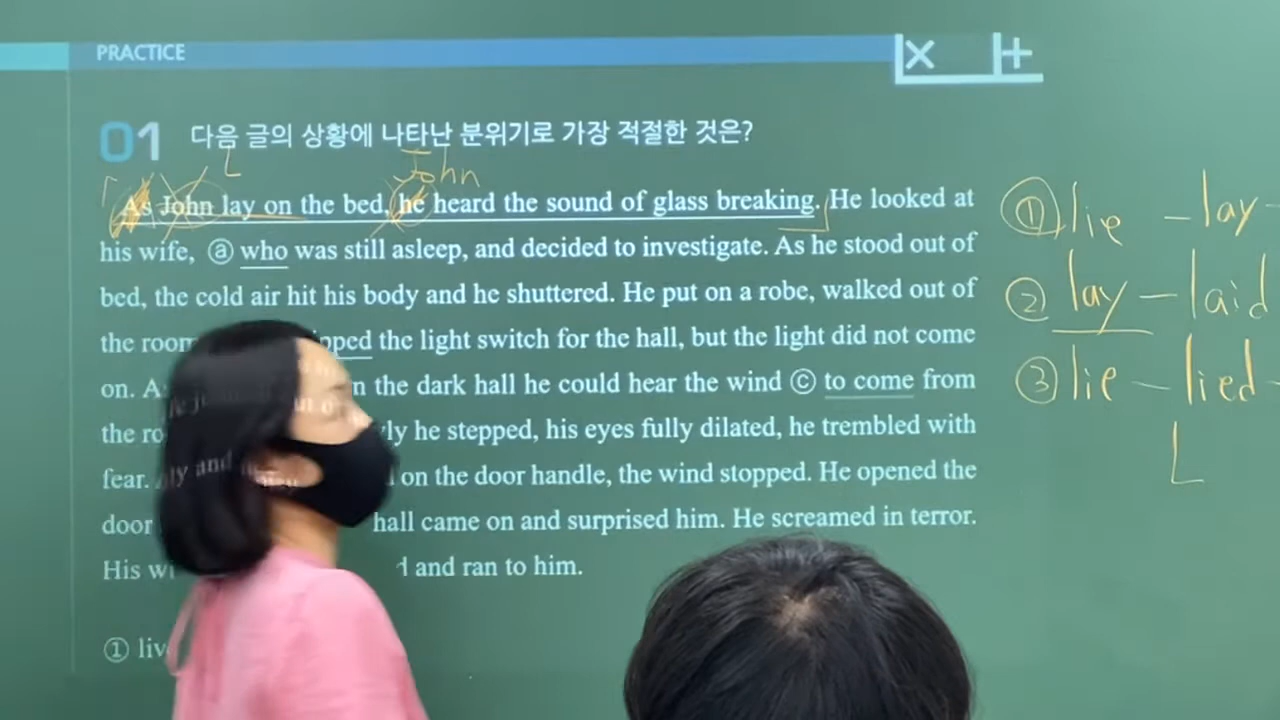 PRACTICE
× +
01 다음 글의 상황에 나타난 분위기로 가장 적절한 것은?
L John
As John lay on the bed, he heard the sound of glass breaking. He looked at
his wife, ⓐ who was still asleep, and decided to investigate. As he stood out of
bed, the cold air hit his body and he shuttered. He put on a robe, walked out of
the the light switch for the hall, but the light did not come
on. the dark hall he could hear the wind ⓒ to come from
the he stepped, his eyes fully dilated, he trembled with
fear. on the door handle, the wind stopped. He opened the
door hall came on and surprised him. He screamed in terror.
His and ran to him.
①
① lie - lay -
② lay - laid
③ lie - lied -
L